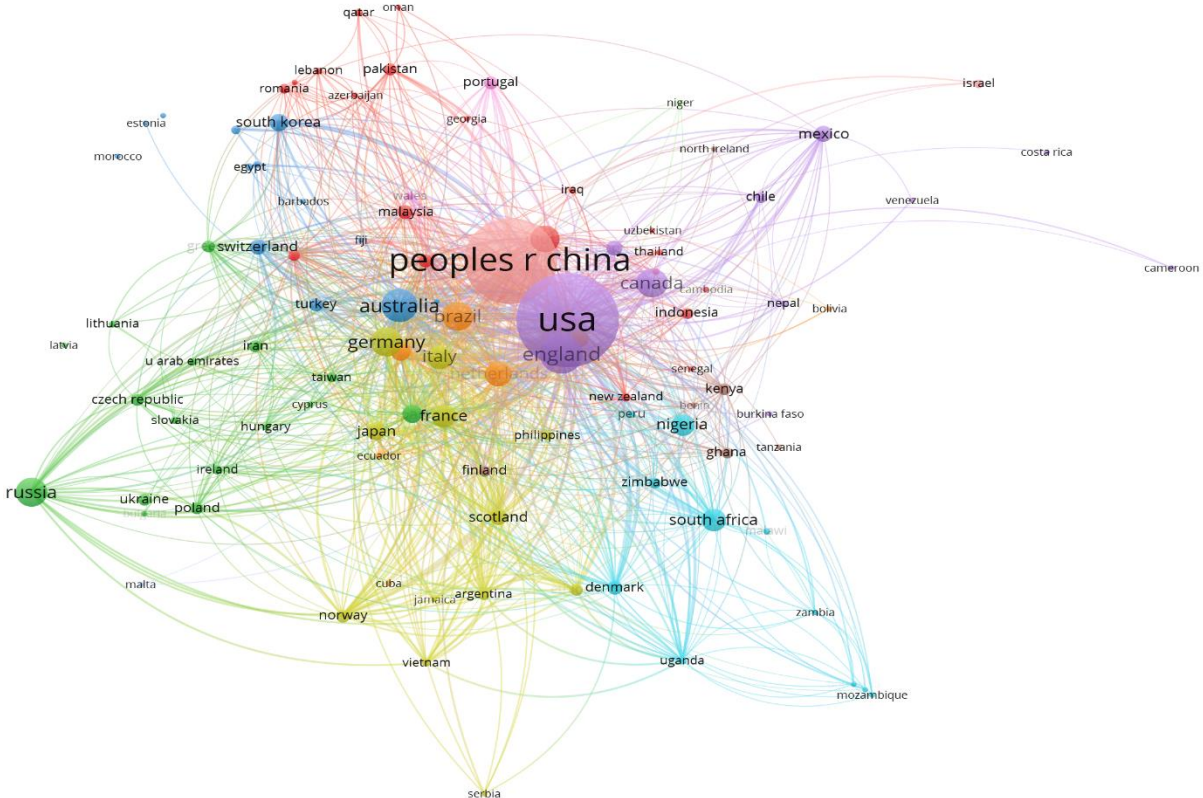 qatar
oman
lebanon
pakistan
romania
azerbaijan
portugal
israel
niger
georgia
estonia
south korea
mexico
morocco
north ireland
costa rica
egypt
iraq
barbados
wales
malaysia
chile
venezuela
uzbekistan
switzerland
fiji
thailand
peoples r china
cameroon
canada
cambodia
turkey
australia
brazil
nepal
bolivia
indonesia
usa
lithuania
latvia
iran
germany
italy
england
u arab emirates
taiwan
netherlands
senegal
czech republic
cyprus
new zealand
kenya
benin
slovakia
hungary
france
peru
burkina faso
nigeria
japan
philippines
ecuador
ghana
tanzania
ireland
finland
zimbabwe
russia
ukraine
poland
scotland
south africa
malta
cuba
jamaica
argentina
denmark
norway
zambia
vietnam
uganda
mozambique
serbia